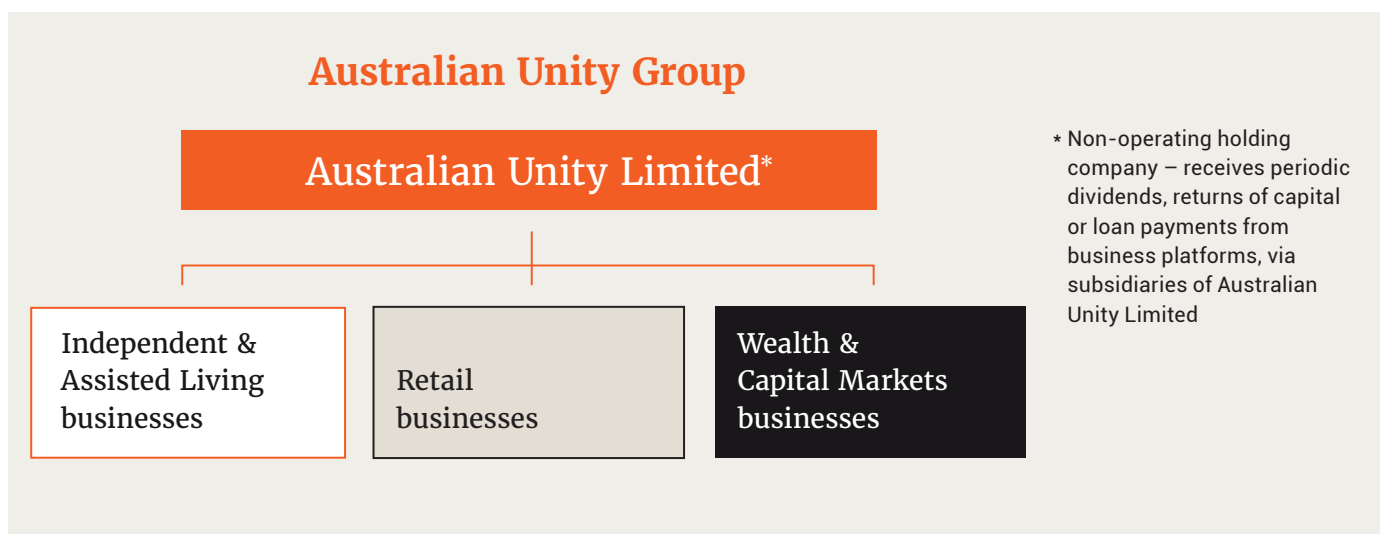 Australian Unity Group
Australian Unity Limited*
* Non-operating holding
company – receives periodic
dividends, returns of capital
or loan payments from
business platforms, via
subsidiaries of Australian
Unity Limited
Independent &
Assisted Living
businesses
Retail
businesses
Wealth &
Capital Markets
businesses